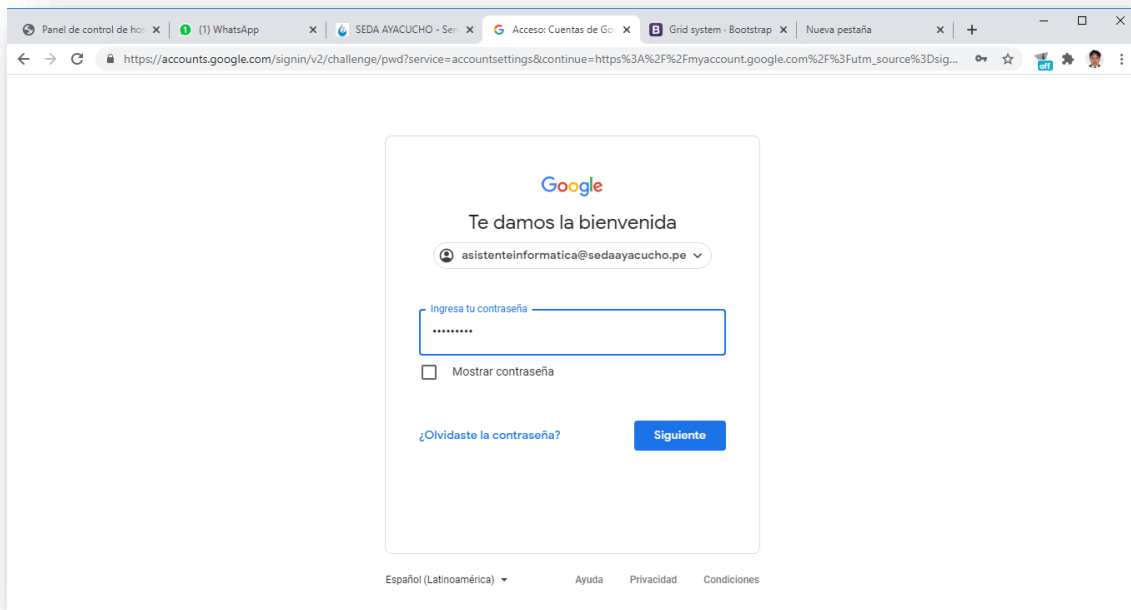 Panel de control de hos
(1) WhatsApp
SEDA AYACUCHO - Ser
Acceso: Cuentas de Go
Grid system · Bootstrap
Nueva pestaña
https://accounts.google.com/signin/v2/challenge/pwd?service=accountsettings&continue=https%3A%2F%2Fmyaccount.google.com%2F%3Futm_source%3Dsig...
off
Google
Te damos la bienvenida
asistenteinformatica@sedaayacucho.pe
Ingresa tu contraseña
•••••••••
Mostrar contraseña
¿Olvidaste la contraseña?
Siguiente
Español (Latinoamérica)
Ayuda
Privacidad
Condiciones